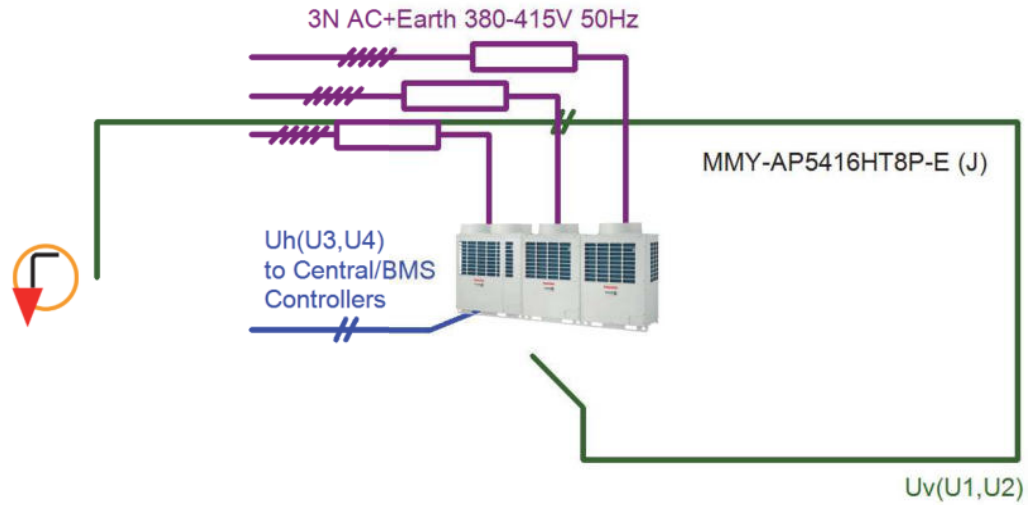 3N AC+Earth 380-415V 50Hz
MMY-AP5416HT8P-E (J)
Uh(U3,U4)
to Central/BMS
Controllers
Uv(U1,U2)